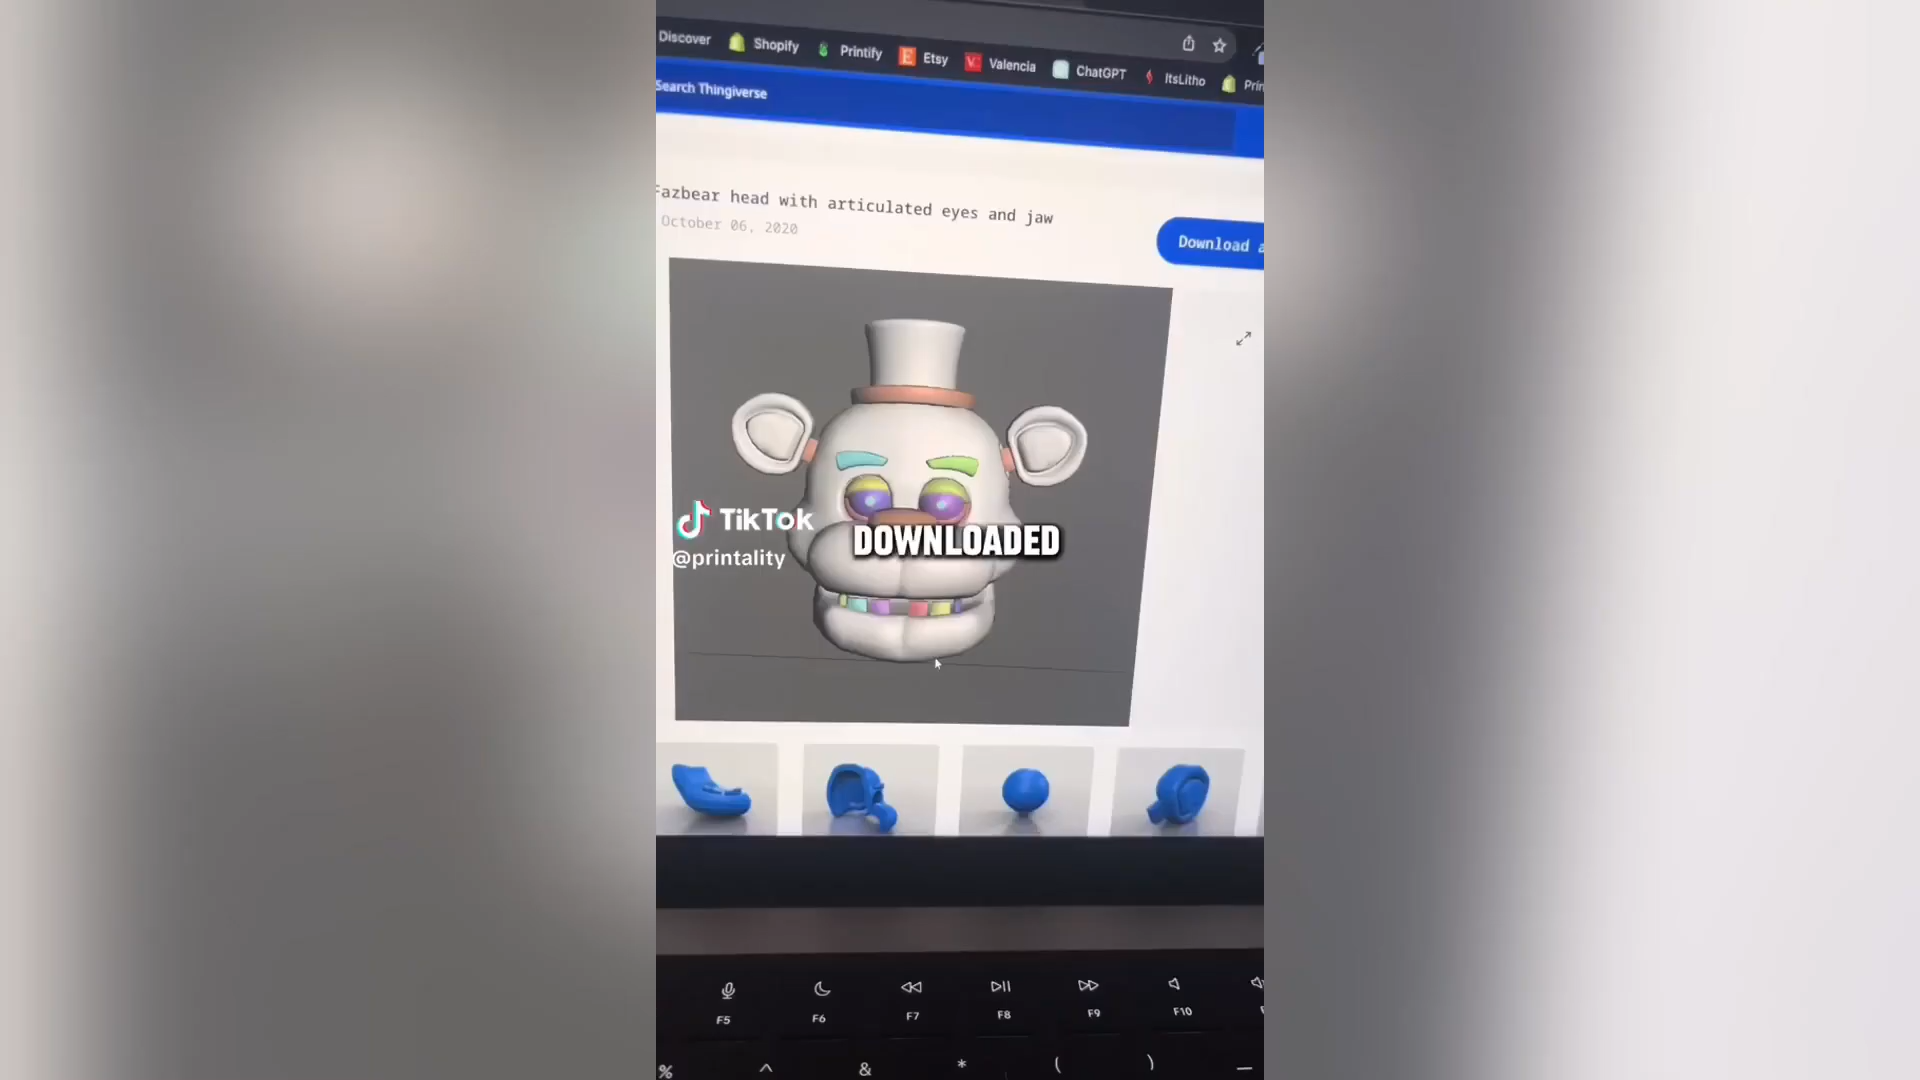 Discover Shopify Printify Etsy Valencia ChatGPT ItsLitho
Search Thingiverse
Fazbear head with articulated eyes and jaw
October 06, 2020
Download
TikTok
@printality
DOWNLOADED
F5 F6 F7 F8 F9 F10
% ^ & * ( )